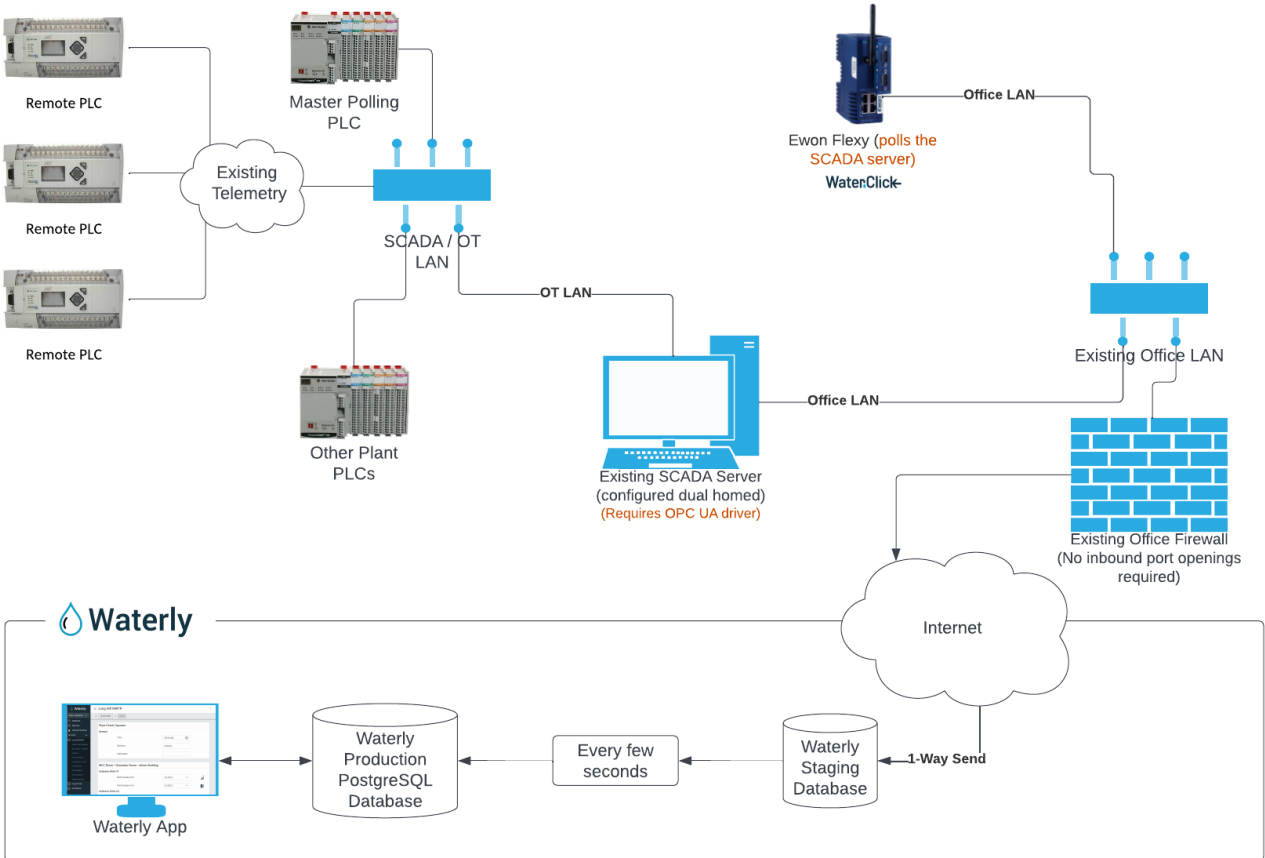 Remote PLC
Remote PLC
Remote PLC
Existing
Telemetry
Master Polling
PLC
SCADA / OT
LAN
Other Plant
PLCs
OT LAN
Existing SCADA Server
(configured dual homed)
(Requires OPC UA driver)
Office LAN
Ewon Flexy (polls the
SCADA server)
WaterClick
Office LAN
Existing Office LAN
Existing Office Firewall
(No inbound port openings
required)
Internet
Waterly
1-Way Send
Waterly
Staging
Database
Every few
seconds
Waterly
Production
PostgreSQL
Database
Waterly App